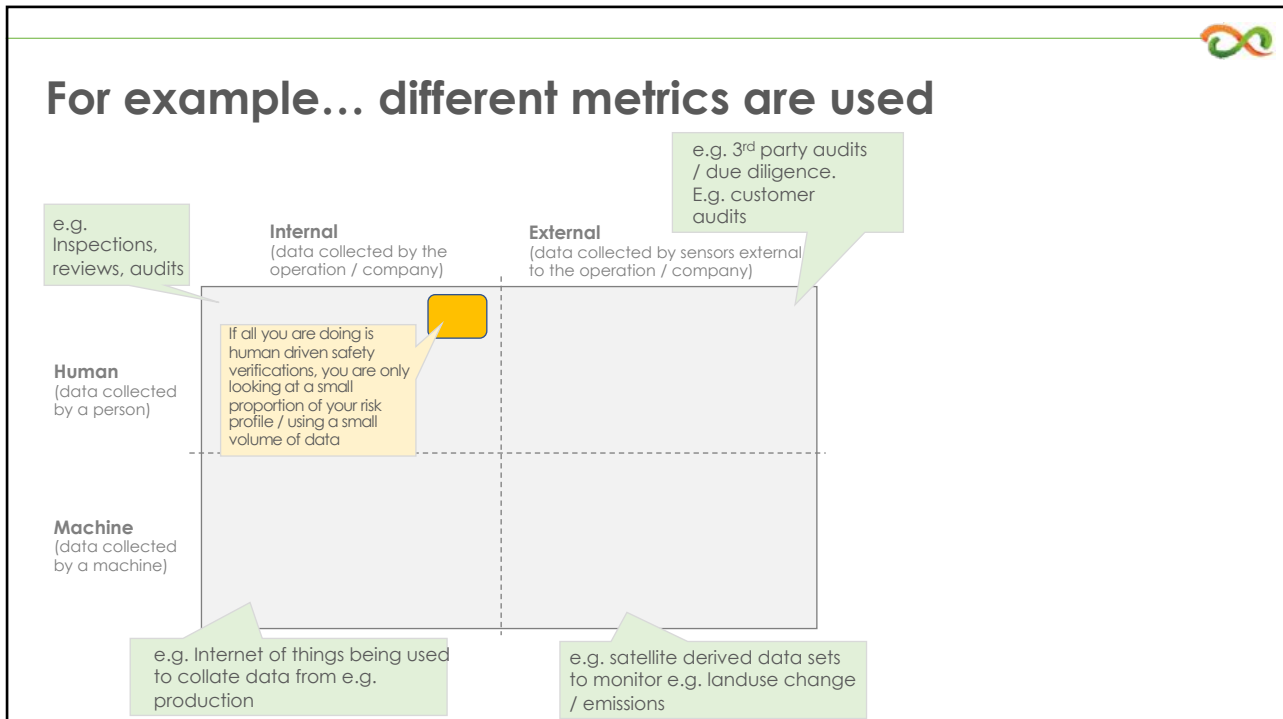 For example… different metrics are used
e.g. 3rd party audits
/ due diligence.
E.g. customer
audits
e.g.
Inspections,
reviews, audits
Internal
(data collected by the
operation / company)
External
(data collected by sensors external
to the operation / company)
If all you are doing is
human driven safety
verifications, you are only
looking at a small
proportion of your risk
profile / using a small
volume of data
Human
(data collected
by a person)
Machine
(data collected
by a machine)
e.g. Internet of things being used
to collate data from e.g.
production
e.g. satellite derived data sets
to monitor e.g. landuse change
/ emissions